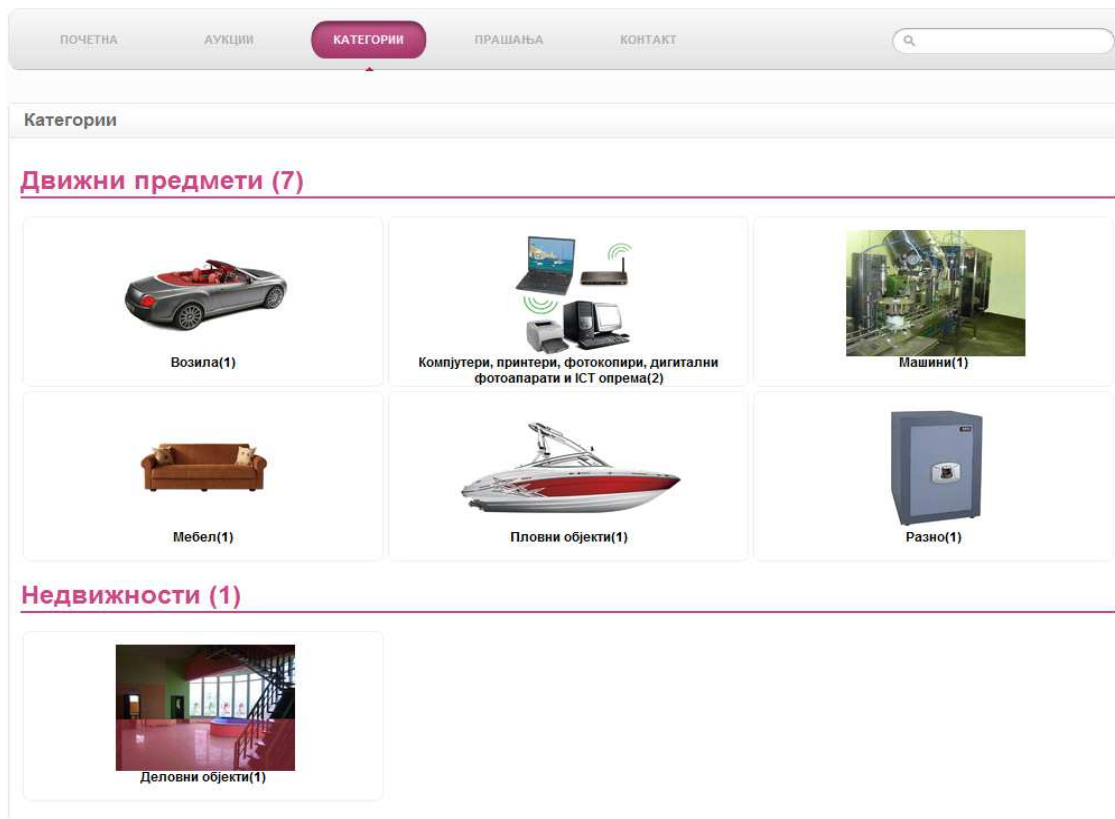 ПОЧЕТНА АУКЦИИ КАТЕГОРИИ ПРАШАЊА КОНТАКТ
Категории
Движни предмети (7)
Возила(1)
Компјутери, принтери, фотокопири, дигитални
фотоапарати и ICT опрема(2)
Машини(1)
Мебел(1)
Пловни објекти(1)
Разно(1)
Недвижности (1)
Деловни објекти(1)